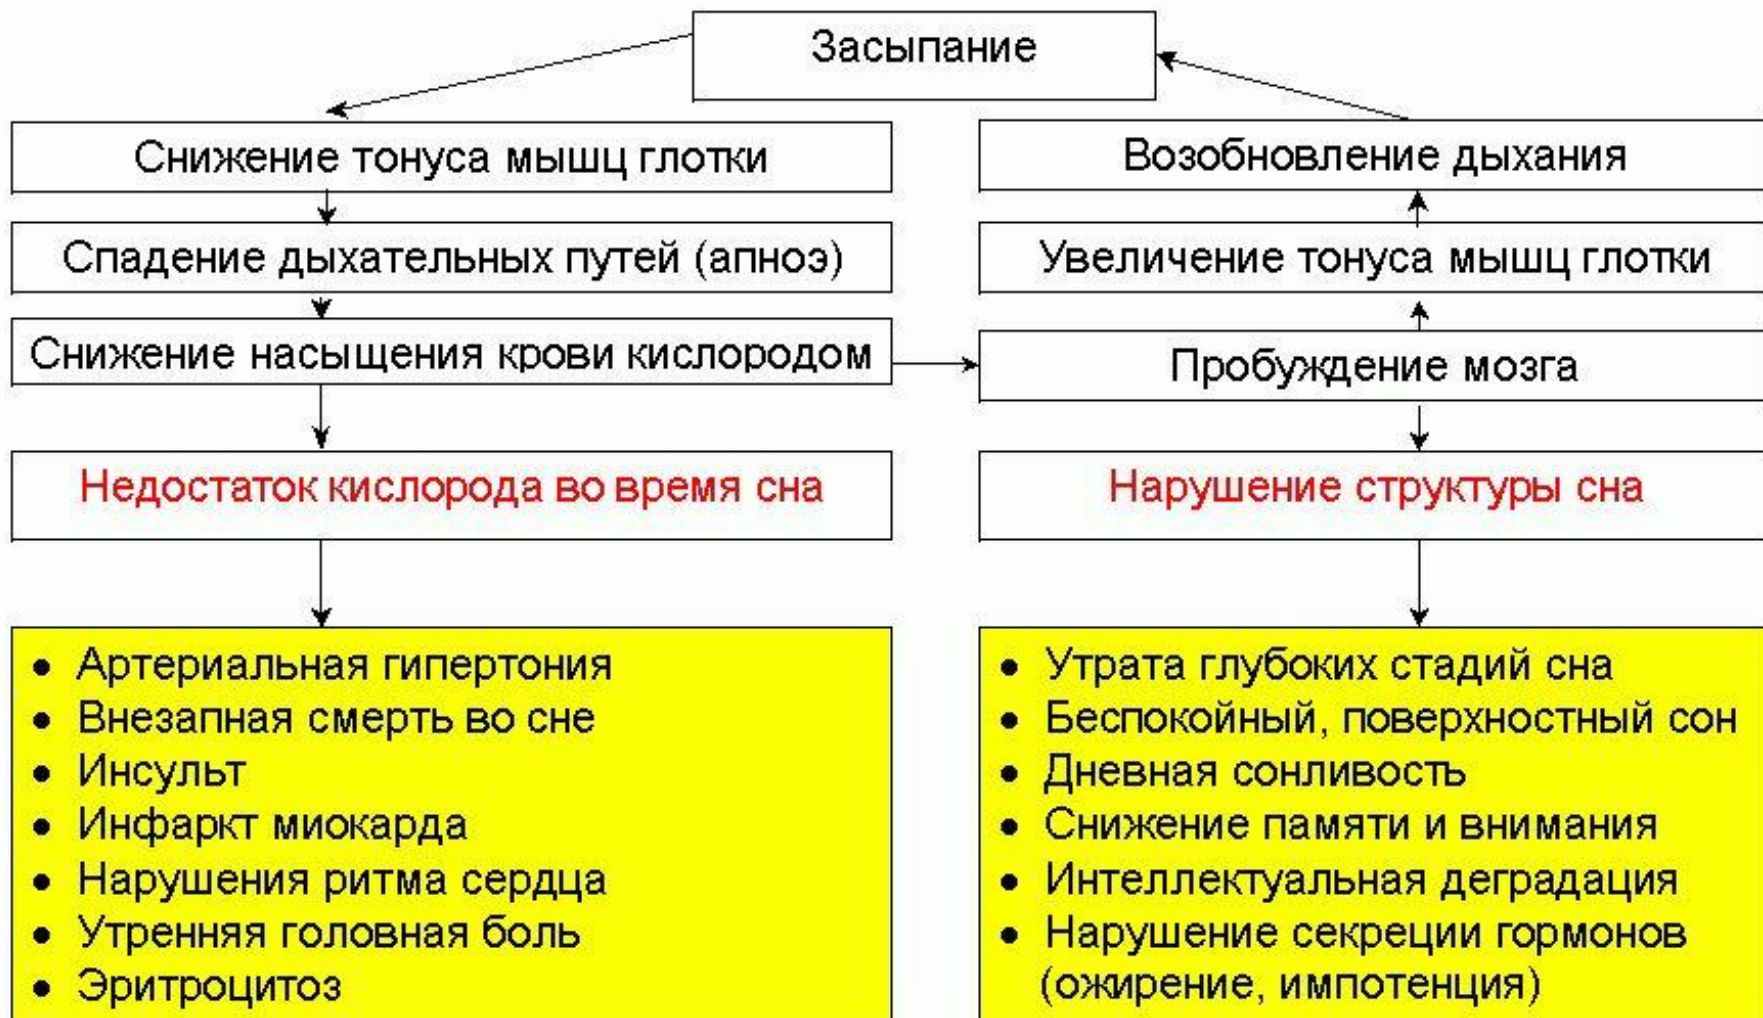 Засыпание
Снижение тонуса мышц глотки
Спадение дыхательных путей (апноэ)
Снижение насыщения крови кислородом
Недостаток кислорода во время сна
• Артериальная гипертония
• Внезапная смерть во сне
• Инсульт
• Инфаркт миокарда
• Нарушения ритма сердца
• Утренняя головная боль
• Эритроцитоз
Возобновление дыхания
Увеличение тонуса мышц глотки
Пробуждение мозга
Нарушение структуры сна
• Утрата глубоких стадий сна
• Беспокойный, поверхностный сон
• Дневная сонливость
• Снижение памяти и внимания
• Интеллектуальная деградация
• Нарушение секреции гормонов
(ожирение, импотенция)